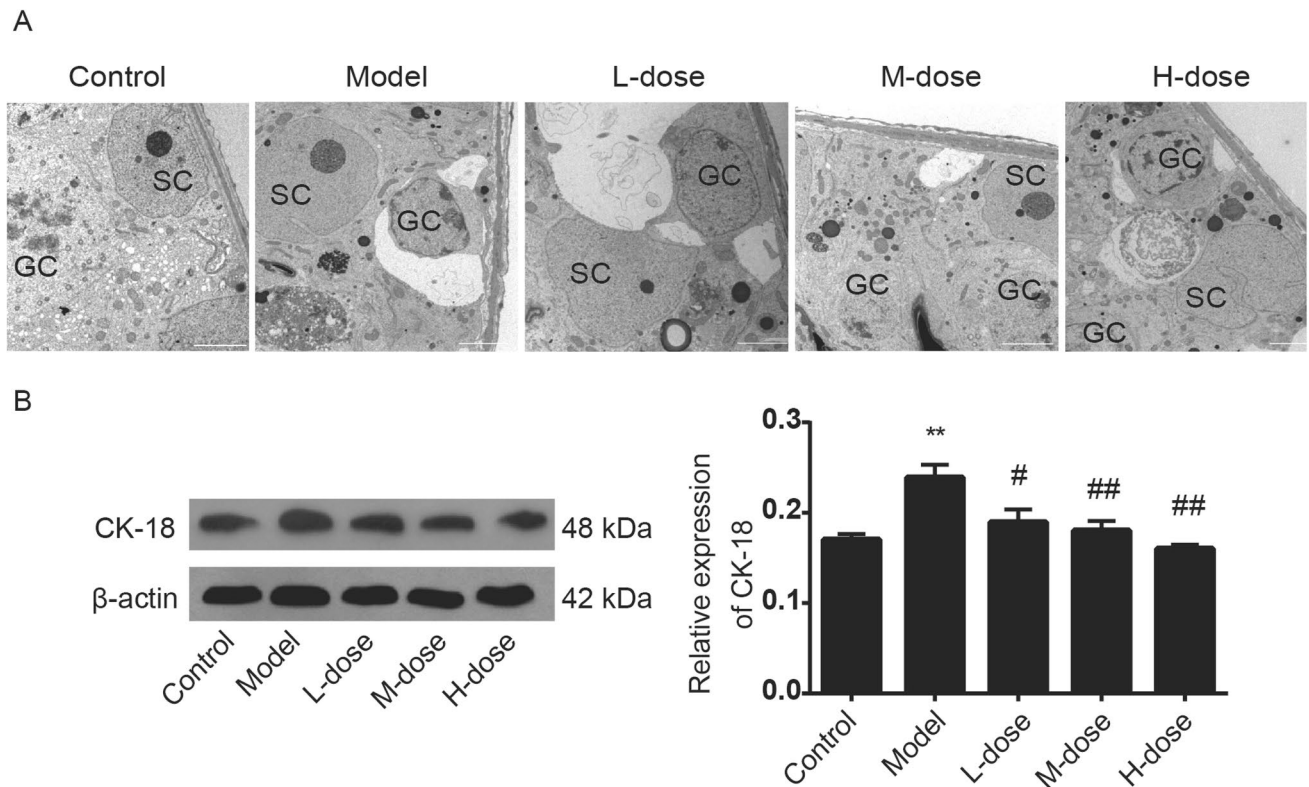 A
Control Model L-dose M-dose H-dose
SC GC
SC GC
GC SC
SC GC GC
GC SC GC
B
CK-18 48 kDa
β-actin 42 kDa
Control Model L-dose M-dose H-dose
Relative expression
of CK-18
0.3
0.2
0.1
0.0
** # ## ##
Control Model L-dose M-dose H-dose